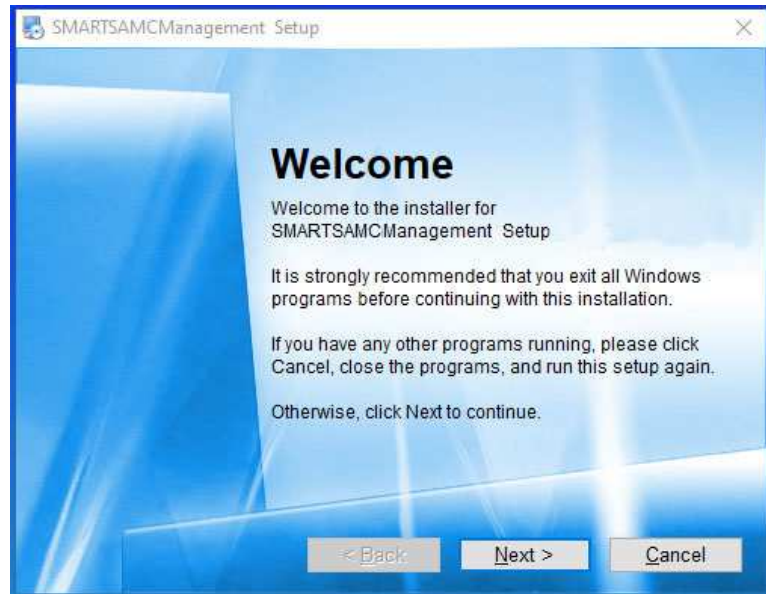 SMARTSAMCManagement Setup
Welcome
Welcome to the installer for
SMARTSAMCManagement Setup
It is strongly recommended that you exit all Windows
programs before continuing with this installation.
If you have any other programs running, please click
Cancel, close the programs, and run this setup again.
Otherwise, click Next to continue.
< Back
Next >
Cancel